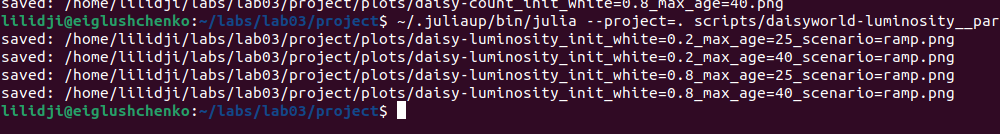 saved: /home/lilidji/labs/lab03/project/plots/daisy-count_init_white=0.8_max_age=40.png
lilidji@eiglushchenko:~/labs/lab03/project$ ~/.juliaup/bin/julia --project=. scripts/daisyworld-luminosity__par
saved: /home/lilidji/labs/lab03/project/plots/daisy-luminosity_init_white=0.2_max_age=25_scenario=ramp.png
saved: /home/lilidji/labs/lab03/project/plots/daisy-luminosity_init_white=0.2_max_age=40_scenario=ramp.png
saved: /home/lilidji/labs/lab03/project/plots/daisy-luminosity_init_white=0.8_max_age=25_scenario=ramp.png
saved: /home/lilidji/labs/lab03/project/plots/daisy-luminosity_init_white=0.8_max_age=40_scenario=ramp.png
lilidji@eiglushchenko:~/labs/lab03/project$